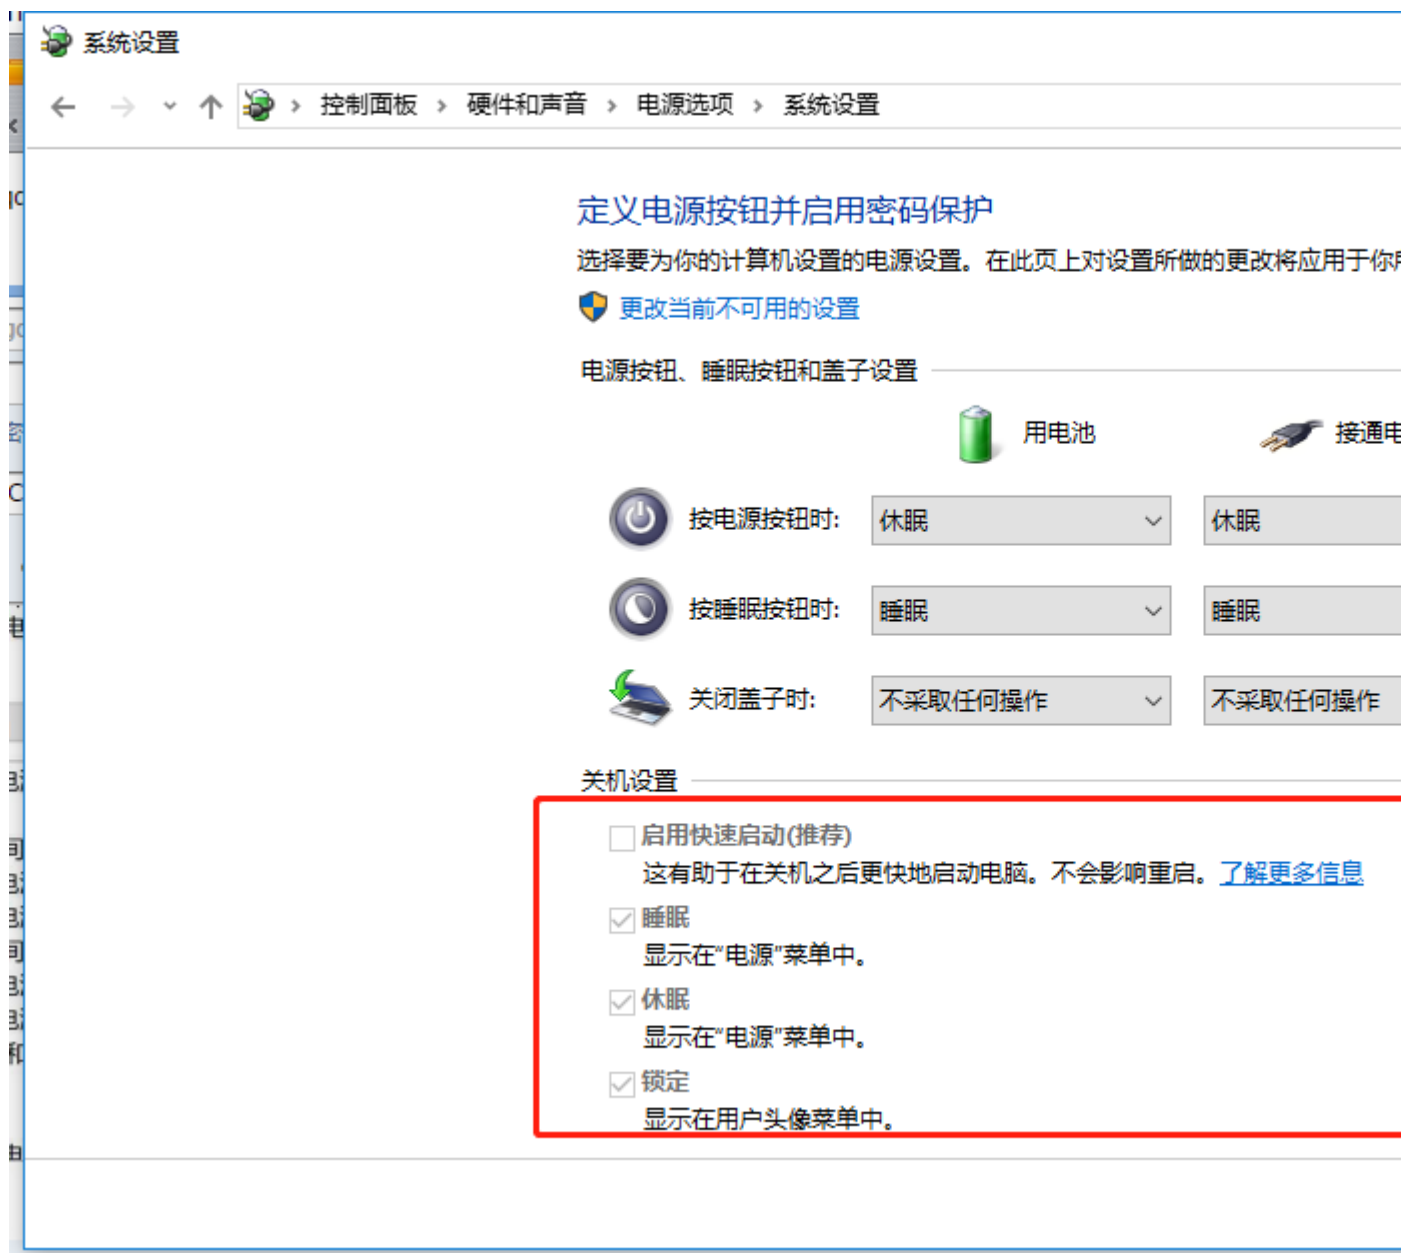 系统设置
控制面板 › 硬件和声音 › 电源选项 › 系统设置
定义电源按钮并启用密码保护
选择要为你的计算机设置的电源设置。在此页上对设置所做的更改将应用于你
更改当前不可用的设置
电源按钮、睡眠按钮和盖子设置
用电池 接通电
按电源按钮时: 休眠 休眠
按睡眠按钮时: 睡眠 睡眠
关闭盖子时: 不采取任何操作 不采取任何操作
关机设置
启用快速启动(推荐)
这有助于在关机之后更快地启动电脑。不会影响重启。了解更多信息
睡眠
显示在"电源"菜单中。
休眠
显示在"电源"菜单中。
锁定
显示在用户头像菜单中。